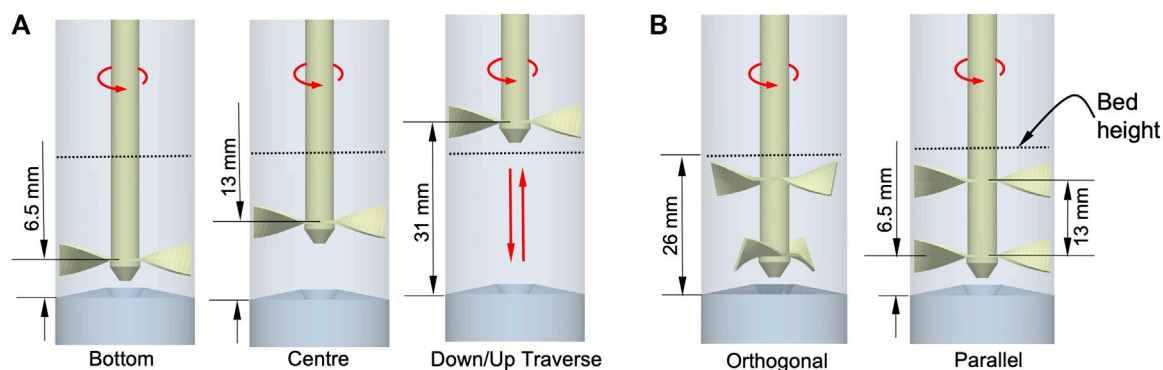 A
6.5 mm
Bottom
13 mm
Centre
31 mm
Down/Up Traverse
B
26 mm
Orthogonal
Bed
height
6.5 mm
13 mm
Parallel